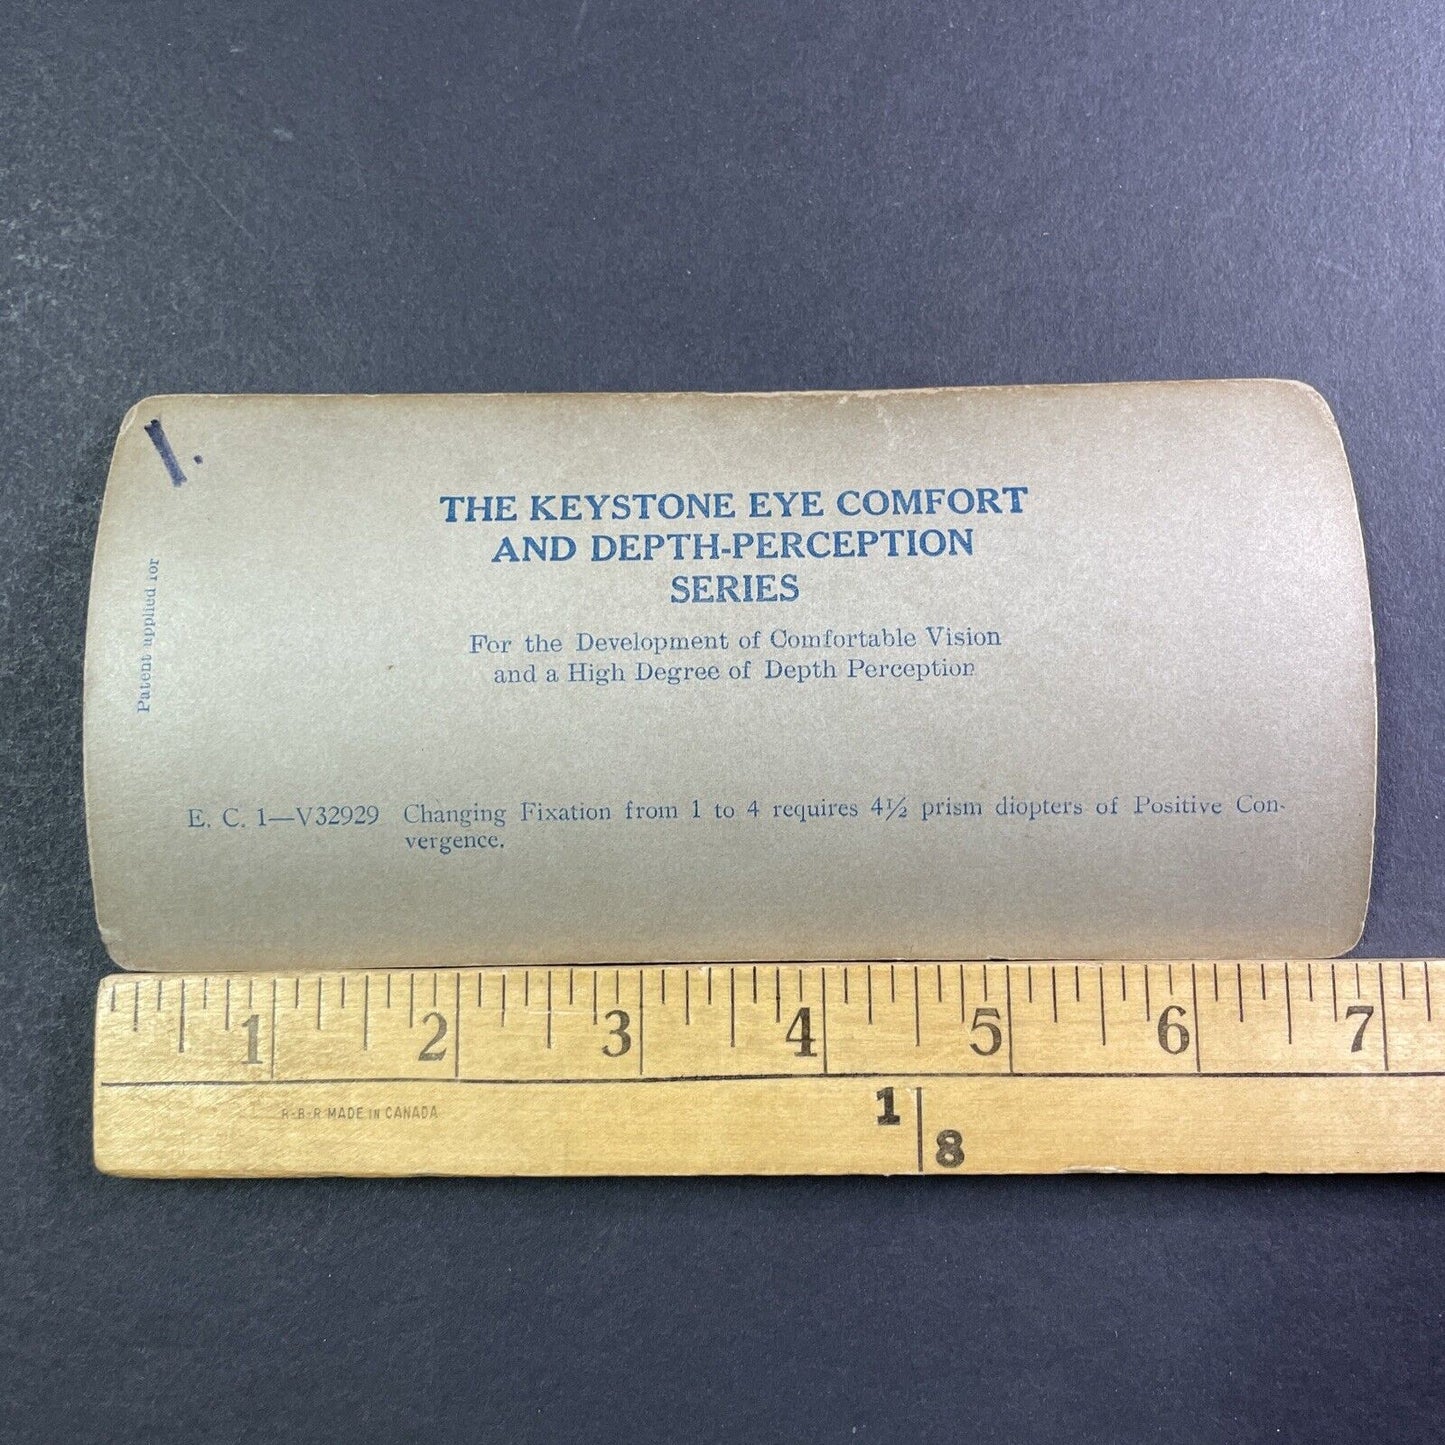 1.
THE KEYSTONE EYE COMFORT
AND DEPTH-PERCEPTION
SERIES
For the Development of Comfortable Vision
and a High Degree of Depth Perception
Patent applied for
E. C. 1—V32929 Changing Fixation from 1 to 4 requires 4½ prism diopters of Positive Con-
vergence.
1 2 3 4 5 6 7
R-B-R MADE IN CANADA
1
8